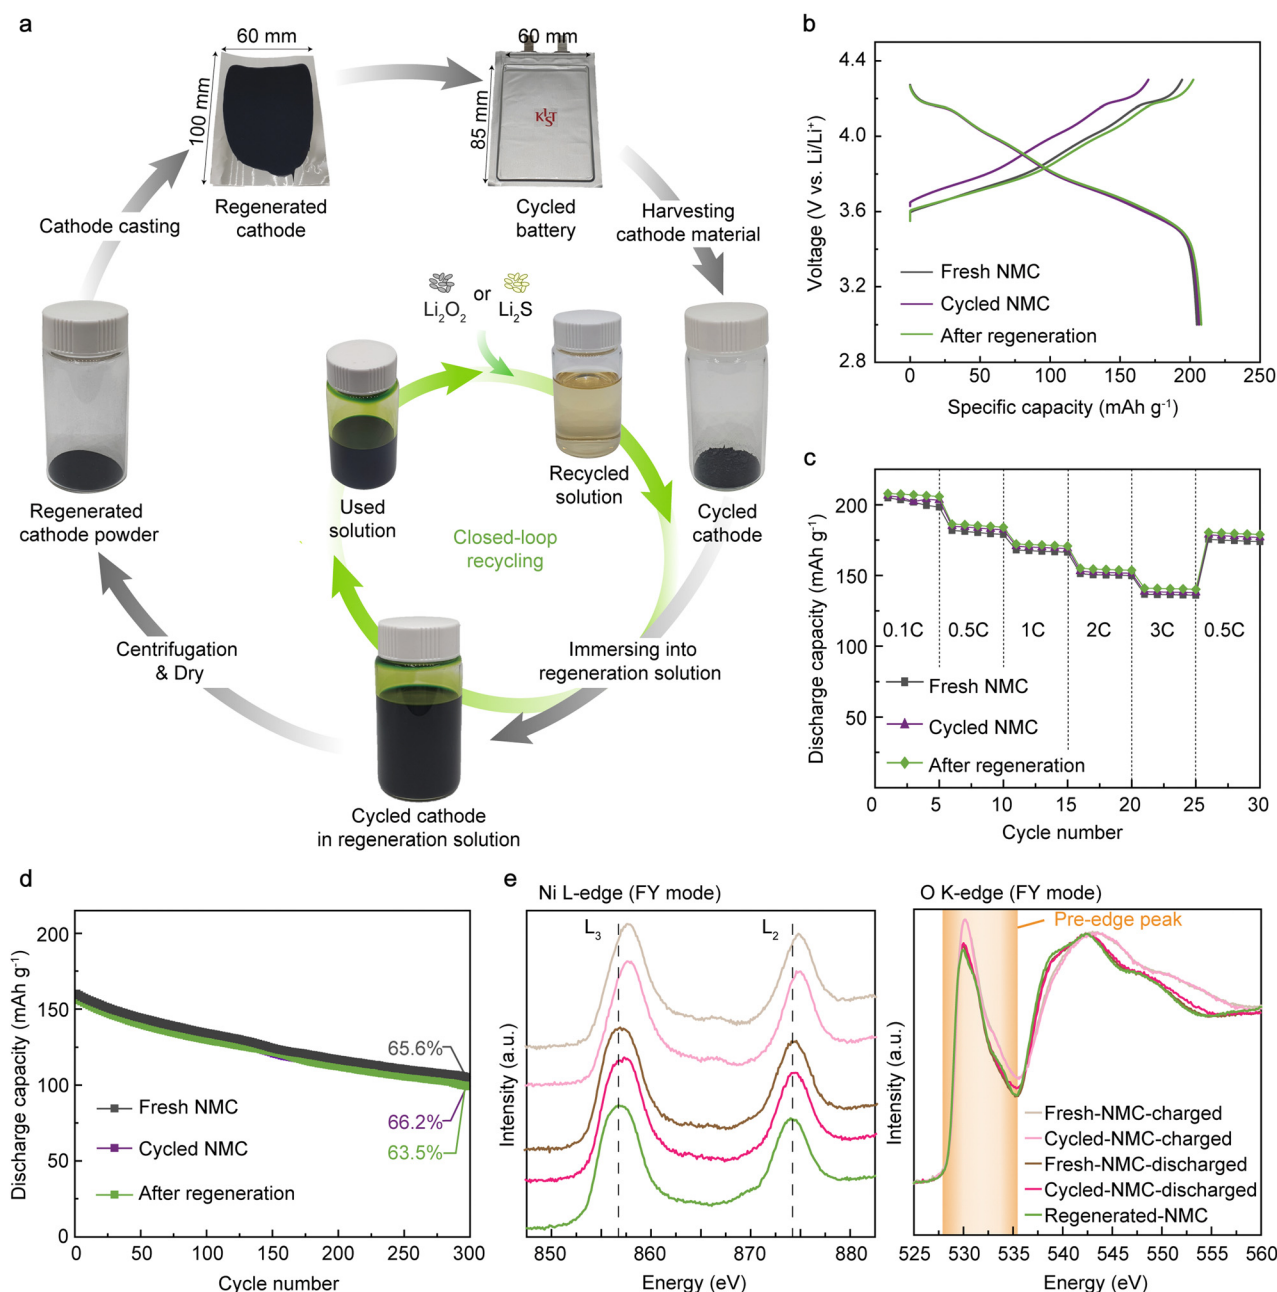 a
60 mm
100 mm
Regenerated
cathode
60 mm
85 mm
KIST
Cycled
battery
Cathode casting
Harvesting
cathode material
Li₂O₂
or
Li₂S
Regenerated
cathode powder
Used
solution
Recycled
solution
Cycled
cathode
Closed-loop
recycling
Centrifugation
& Dry
Immersing into
regeneration solution
Cycled cathode
in regeneration solution
b
4.4
4.0
3.6
3.2
2.8
Voltage (V vs. Li/Li⁺)
Fresh NMC
Cycled NMC
After regeneration
0 50 100 150 200 250
Specific capacity (mAh g⁻¹)
c
200
150
100
50
Discharge capacity (mAh g⁻¹)
0.1C 0.5C 1C 2C 3C 0.5C
Fresh NMC
Cycled NMC
After regeneration
0 5 10 15 20 25 30
Cycle number
d
200
150
100
50
0
Discharge capacity (mAh g⁻¹)
65.6%
66.2%
63.5%
Fresh NMC
Cycled NMC
After regeneration
0 50 100 150 200 250 300
Cycle number
e
Ni L-edge (FY mode)
L₃
L₂
Intensity (a.u.)
850 860 870 880
Energy (eV)
O K-edge (FY mode)
Pre-edge peak
Intensity (a.u.)
Fresh-NMC-charged
Cycled-NMC-charged
Fresh-NMC-discharged
Cycled-NMC-discharged
Regenerated-NMC
525 530 535 540 545 550 555 560
Energy (eV)